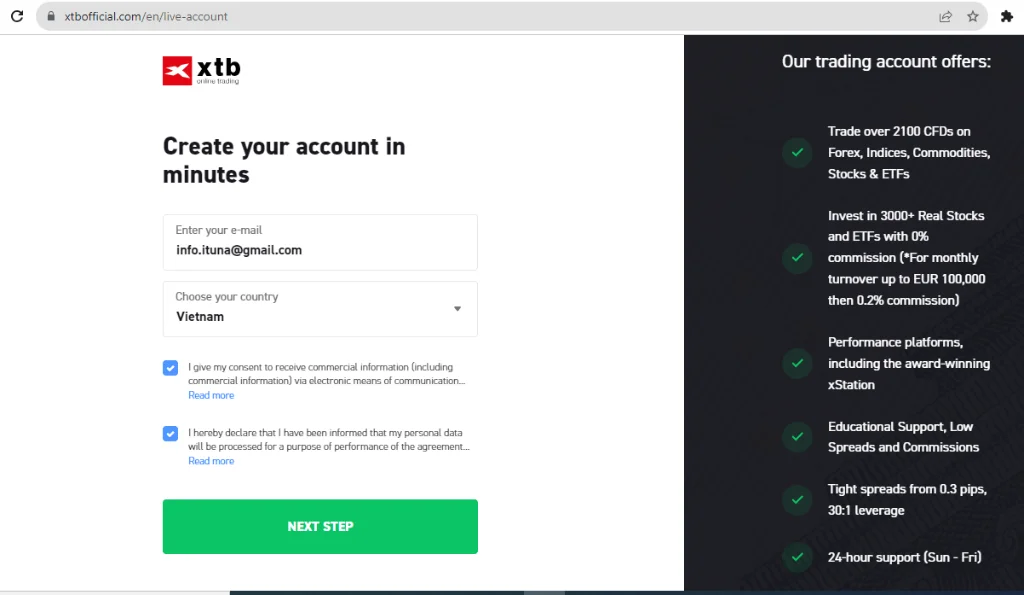 xtbofficial.com/en/live-account
xtb
online trading
Create your account in
minutes
Enter your e-mail
info.ituna@gmail.com
Choose your country
Vietnam
I give my consent to receive commercial information (including
commercial information) via electronic means of communication...
Read more
I hereby declare that I have been informed that my personal data
will be processed for a purpose of performance of the agreement...
Read more
NEXT STEP
Our trading account offers:
Trade over 2100 CFDs on
Forex, Indices, Commodities,
Stocks & ETFs
Invest in 3000+ Real Stocks
and ETFs with 0%
commission (*For monthly
turnover up to EUR 100,000
then 0.2% commission)
Performance platforms,
including the award-winning
xStation
Educational Support, Low
Spreads and Commissions
Tight spreads from 0.3 pips,
30:1 leverage
24-hour support (Sun - Fri)